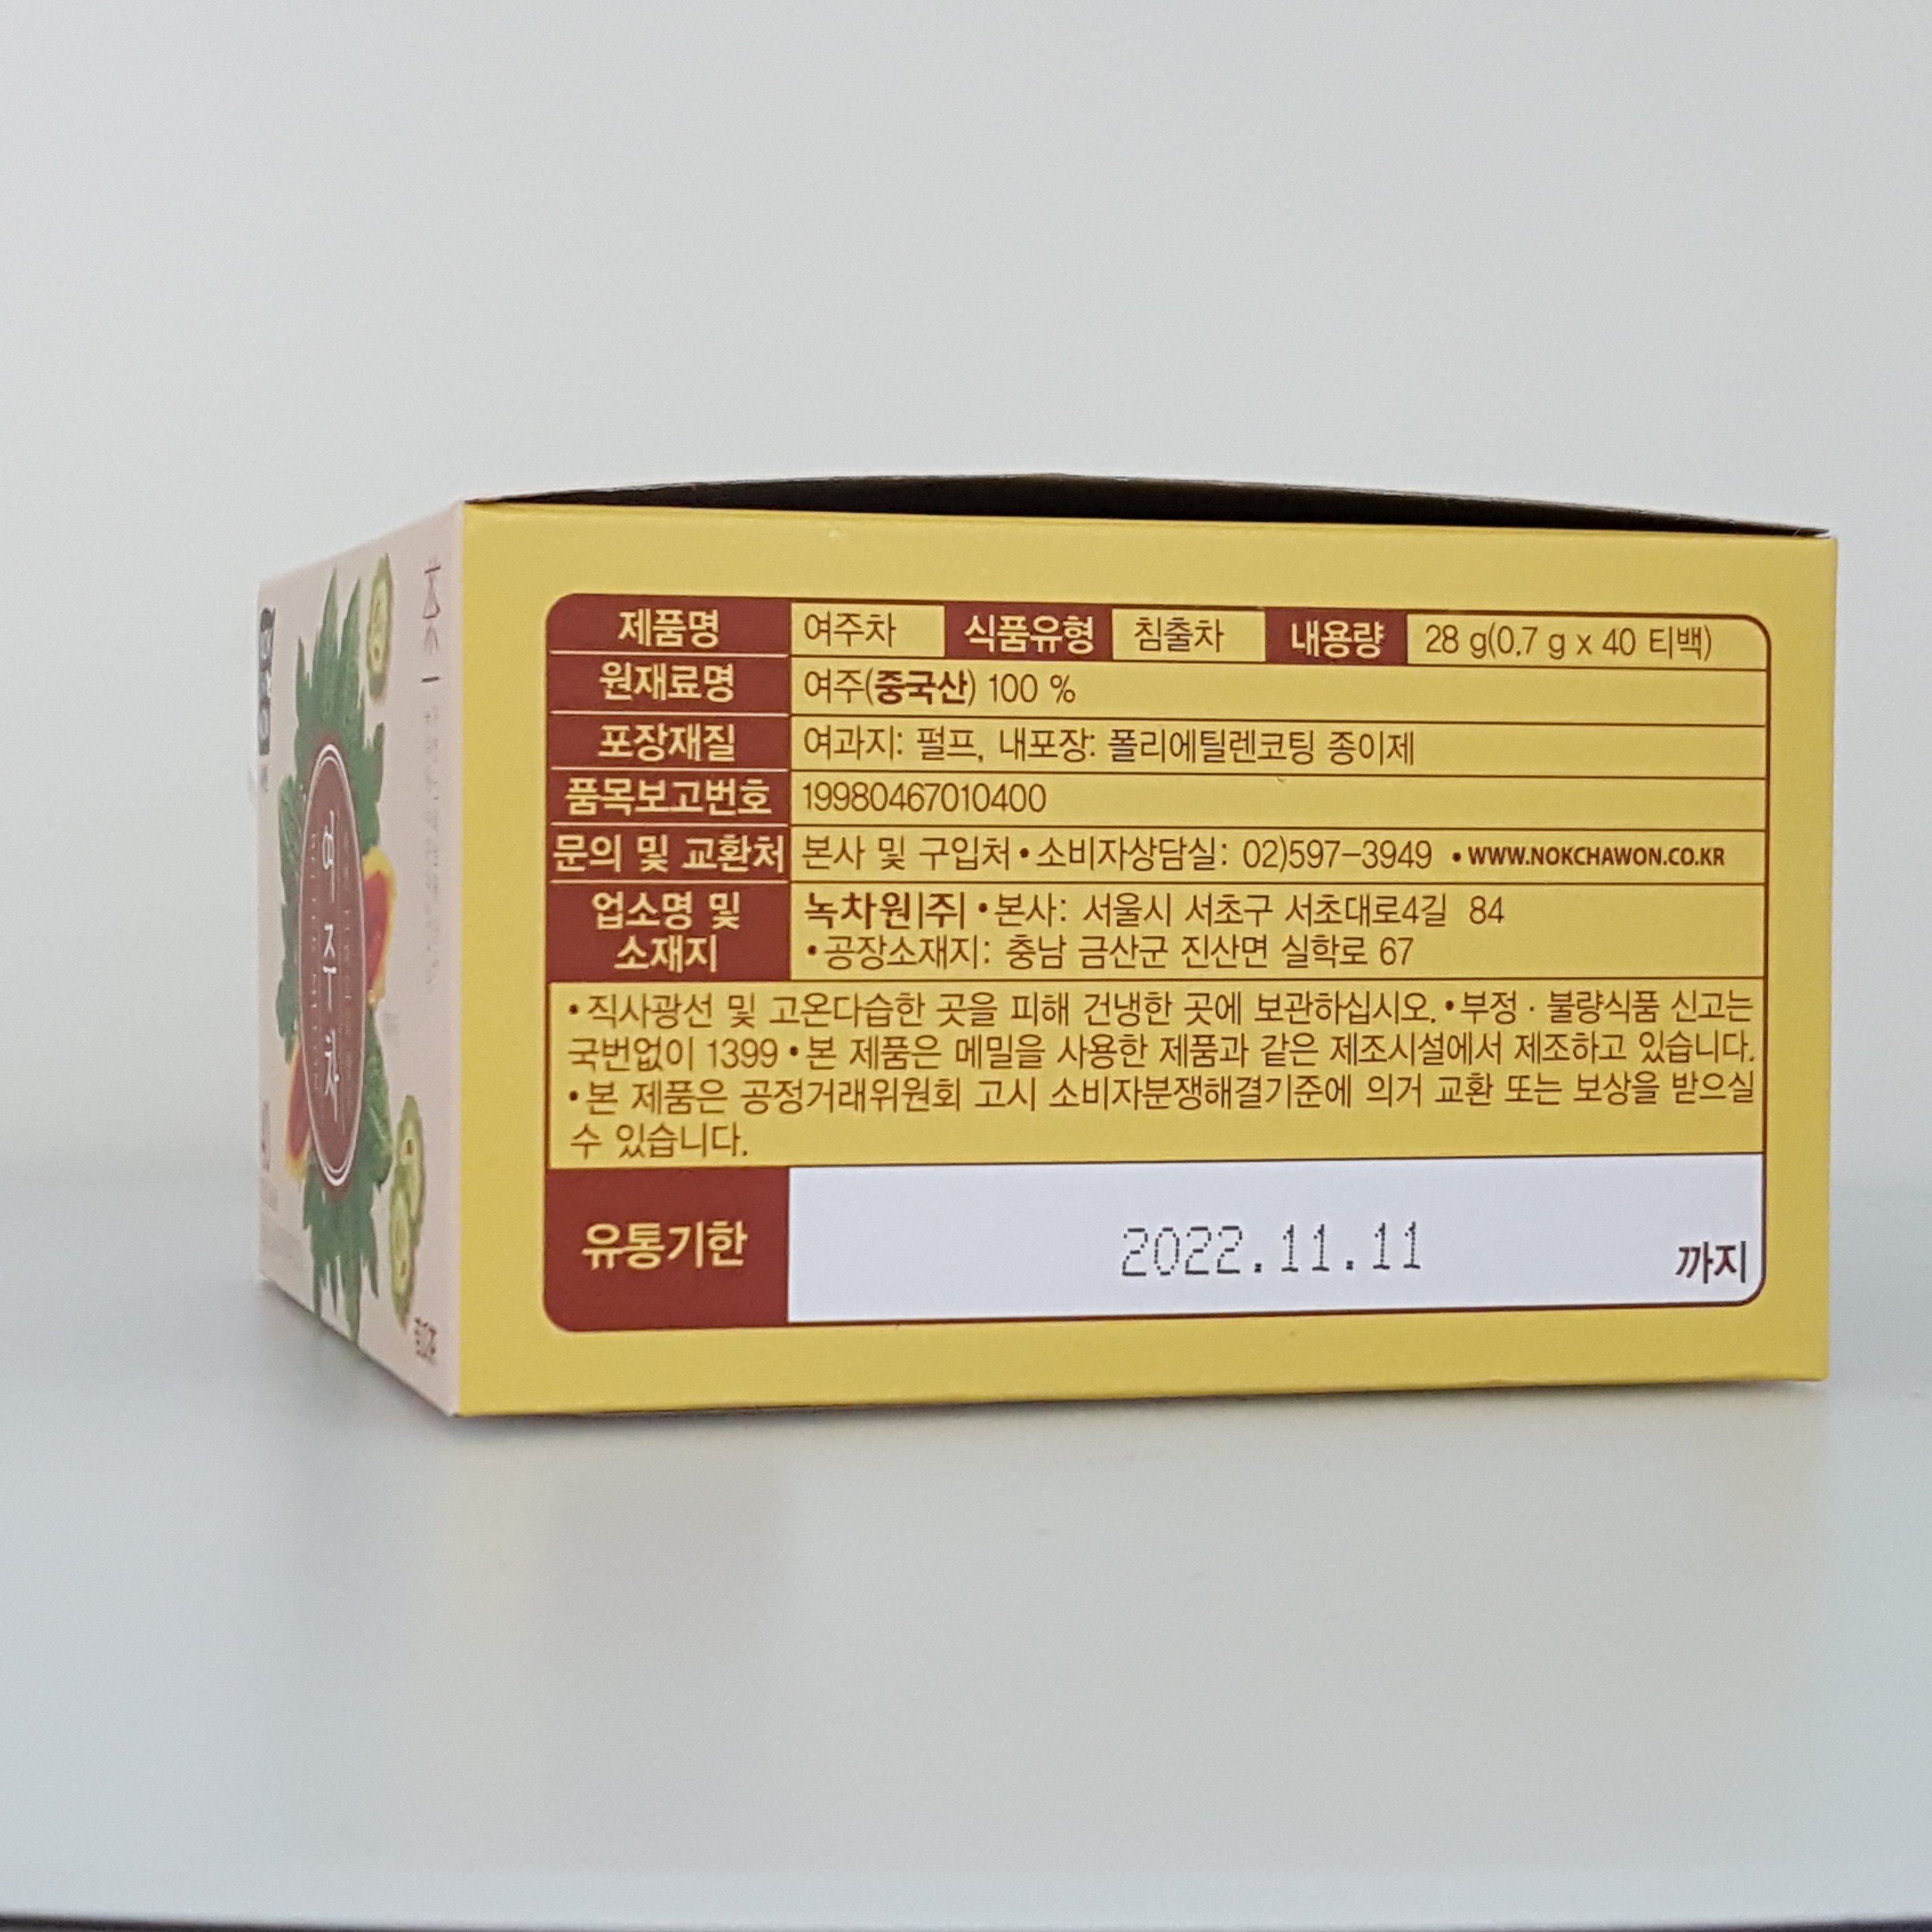 여주차
제품명 여주차 식품유형 침출차 내용량 28 g(0.7 g x 40 티백)
원재료명 여주(중국산) 100 %
포장재질 여과지: 펄프, 내포장: 폴리에틸렌코팅 종이제
품목보고번호 19980467010400
문의 및 교환처 본사 및 구입처 • 소비자상담실: 02)597-3949 • WWW.NOKCHAWON.CO.KR
업소명 및 녹차원|주| • 본사: 서울시 서초구 서초대로4길 84
소재지 • 공장소재지: 충남 금산군 진산면 실학로 67
• 직사광선 및 고온다습한 곳을 피해 건냉한 곳에 보관하십시오. • 부정 · 불량식품 신고는
국번없이 1399 • 본 제품은 메밀을 사용한 제품과 같은 제조시설에서 제조하고 있습니다.
• 본 제품은 공정거래위원회 고시 소비자분쟁해결기준에 의거 교환 또는 보상을 받으실
수 있습니다.
유통기한 2022.11.11 까지